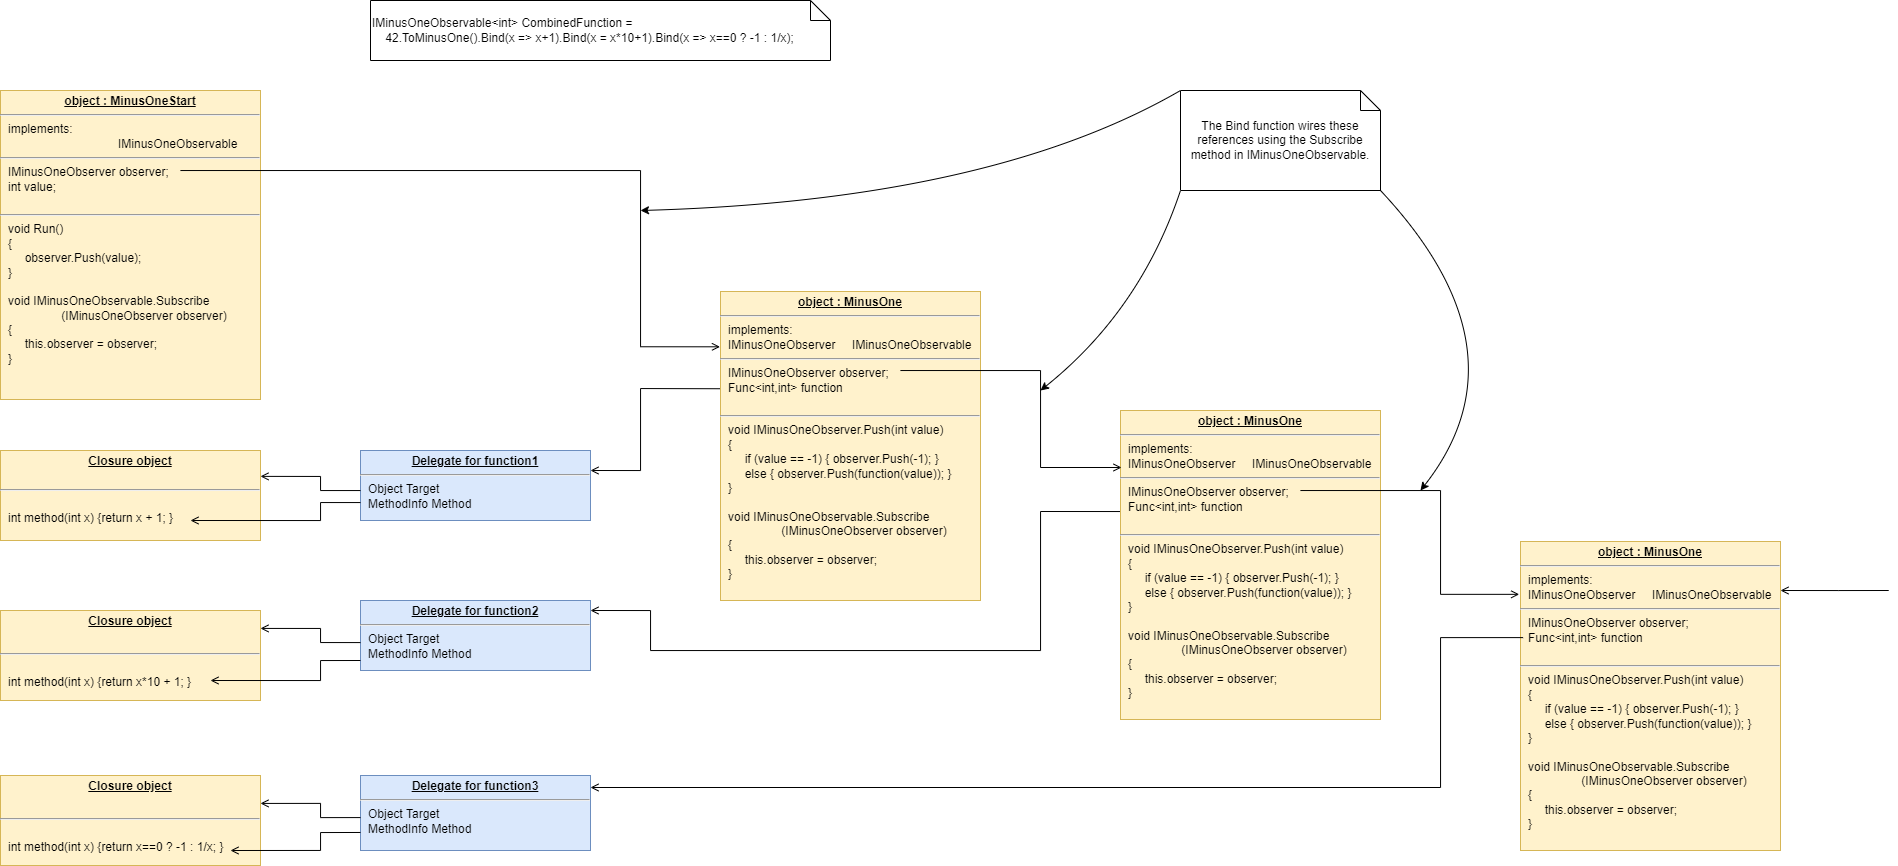 IMinusOneObservable<int> CombinedFunction =
42.ToMinusOne().Bind(x => x+1).Bind(x = x*10+1).Bind(x => x==0 ? -1 : 1/x);
object : MinusOneStart
implements:
IMinusOneObservable
IMinusOneObserver observer;
int value;
void Run()
{
observer.Push(value);
}
void IMinusOneObservable.Subscribe
(IMinusOneObserver observer)
{
this.observer = observer;
}
The Bind function wires these
references using the Subscribe
method in IMinusOneObservable.
object : MinusOne
implements:
IMinusOneObserver IMinusOneObservable
IMinusOneObserver observer;
Func<int,int> function
void IMinusOneObserver.Push(int value)
{
if (value == -1) { observer.Push(-1); }
else { observer.Push(function(value)); }
}
void IMinusOneObservable.Subscribe
(IMinusOneObserver observer)
{
this.observer = observer;
}
object : MinusOne
implements:
IMinusOneObserver IMinusOneObservable
IMinusOneObserver observer;
Func<int,int> function
void IMinusOneObserver.Push(int value)
{
if (value == -1) { observer.Push(-1); }
else { observer.Push(function(value)); }
}
void IMinusOneObservable.Subscribe
(IMinusOneObserver observer)
{
this.observer = observer;
}
object : MinusOne
implements:
IMinusOneObserver IMinusOneObservable
IMinusOneObserver observer;
Func<int,int> function
void IMinusOneObserver.Push(int value)
{
if (value == -1) { observer.Push(-1); }
else { observer.Push(function(value)); }
}
void IMinusOneObservable.Subscribe
(IMinusOneObserver observer)
{
this.observer = observer;
}
Closure object
int method(int x) {return x + 1; }
Delegate for function1
Object Target
MethodInfo Method
Closure object
int method(int x) {return x*10 + 1; }
Delegate for function2
Object Target
MethodInfo Method
Closure object
int method(int x) {return x==0 ? -1 : 1/x; }
Delegate for function3
Object Target
MethodInfo Method